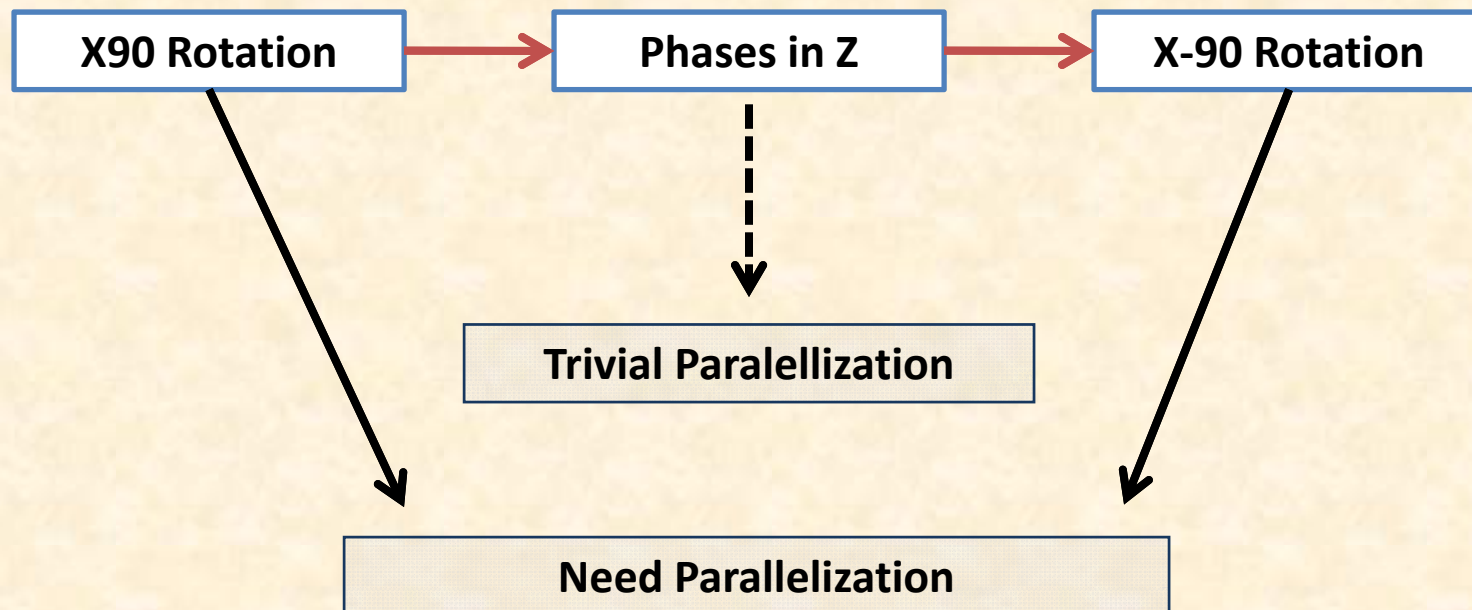 X90 Rotation
Phases in Z
X-90 Rotation
Trivial Paralellization
Need Parallelization